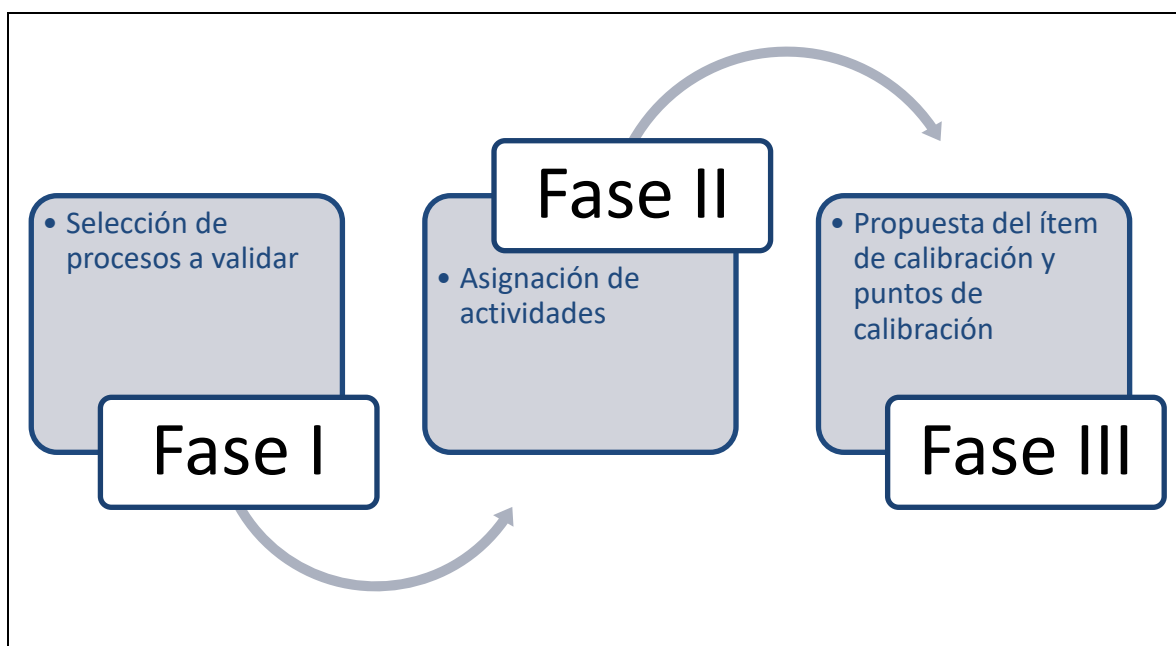 • Selección de
procesos a validar
Fase I
Fase II
• Asignación de
actividades
• Propuesta del ítem
de calibración y
puntos de
calibración
Fase III